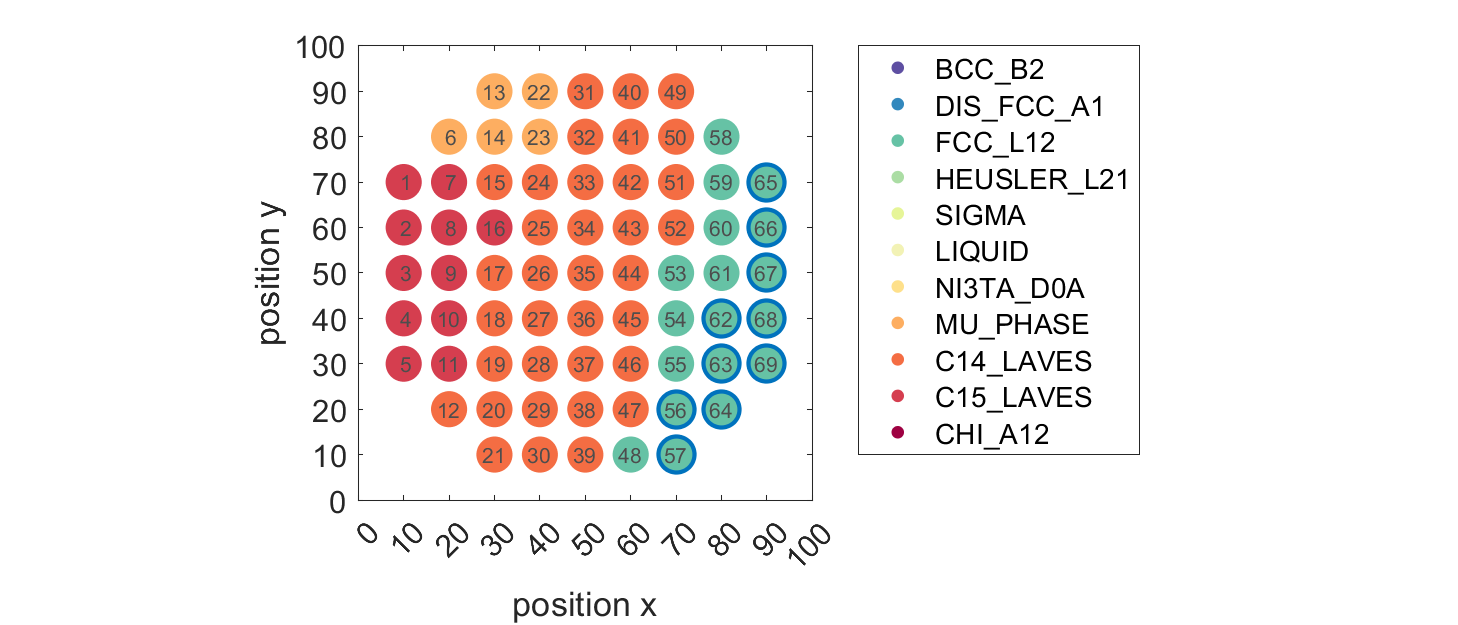 100
90
80
70
60
50
40
30
20
10
0
position y
13 22 31 40 49
6 14 23 32 41 50 58
1 7 15 24 33 42 51 59 65
2 8 16 25 34 43 52 60 66
3 9 17 26 35 44 53 61 67
4 10 18 27 36 45 54 62 68
5 11 19 28 37 46 55 63 69
12 20 29 38 47 56 64
21 30 39 48 57
0 10 20 30 40 50 60 70 80 90 100
position x
BCC_B2
DIS_FCC_A1
FCC_L12
HEUSLER_L21
SIGMA
LIQUID
NI3TA_D0A
MU_PHASE
C14_LAVES
C15_LAVES
CHI_A12